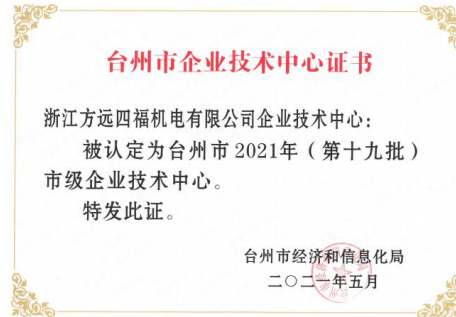 台州市企业技术中心证书
浙江方远四福机电有限公司企业技术中心：
被认定为台州市2021年（第十九批）
市级企业技术中心。
特发此证。
台州市经济和信息化局
二〇二一年五月